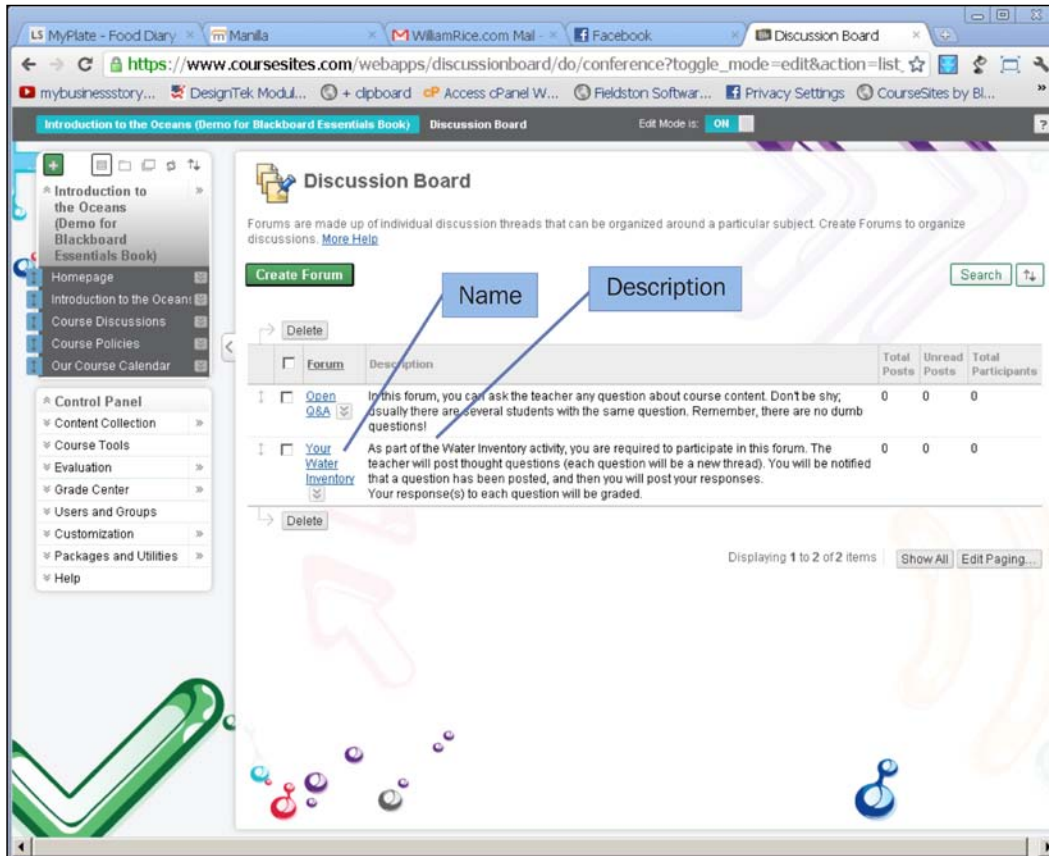 MyPlate - Food Diary
Manilla
WilliamRice.com Mail -
Facebook
Discussion Board
https://www.coursesites.com/webapps/discussionboard/do/conference?toggle_mode=edit&action=list_
mybusinessstory...
DesignTek Modul...
+ clipboard
cP Access cPanel W...
Fieldston Softwar...
Privacy Settings
CourseSites by Bl...
»
Introduction to the Oceans (Demo for Blackboard Essentials Book)
Discussion Board
Edit Mode is:
ON
?
Introduction to
the Oceans
(Demo for
Blackboard
Essentials Book)
Homepage
Introduction to the Oceans
Course Discussions
Course Policies
Our Course Calendar
Control Panel
Content Collection
Course Tools
Evaluation
Grade Center
Users and Groups
Customization
Packages and Utilities
Help
Discussion Board
Forums are made up of individual discussion threads that can be organized around a particular subject. Create Forums to organize
discussions. More Help
Create Forum
Search
Name
Description
Delete
Forum
Description
Total
Posts
Unread
Posts
Total
Participants
Open
Q&A
In this forum, you can ask the teacher any question about course content. Don't be shy;
usually there are several students with the same question. Remember, there are no dumb
questions!
0
0
0
Your
Water
Inventory
As part of the Water Inventory activity, you are required to participate in this forum. The
teacher will post thought questions (each question will be a new thread). You will be notified
that a question has been posted, and then you will post your responses.
Your response(s) to each question will be graded.
0
0
0
Delete
Displaying 1 to 2 of 2 items
Show All
Edit Paging...